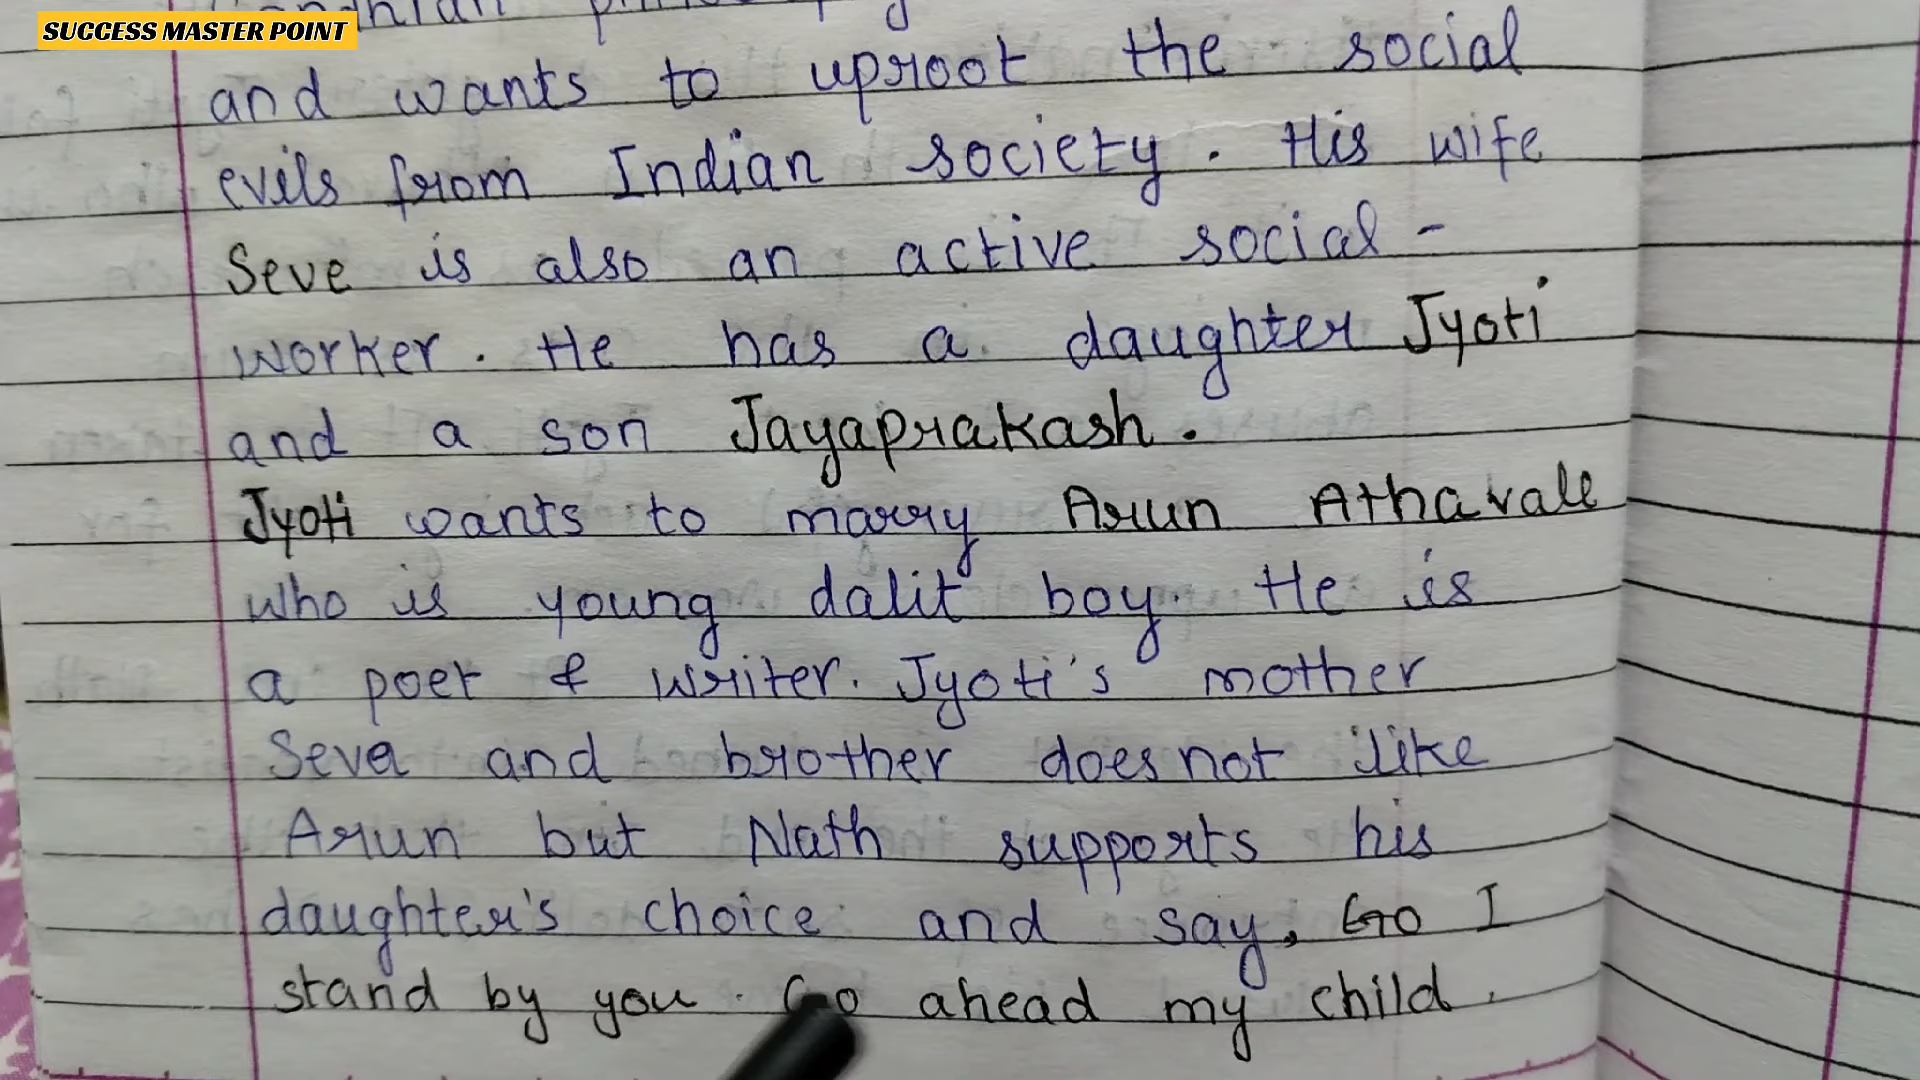 SUCCESS MASTER POINT
and wants to uproot the social
evils from Indian society. His wife
Seve is also an active social-
worker. He has a daughter Jyoti
and a son Jayaprakash.
Jyoti wants to marry Arun Athavale
who is young dalit boy. He is
a poet & writer. Jyoti's mother
Seva and brother does not like
Arun but Nath supports his
daughter's choice and say, Go I
stand by you. Go ahead my child.